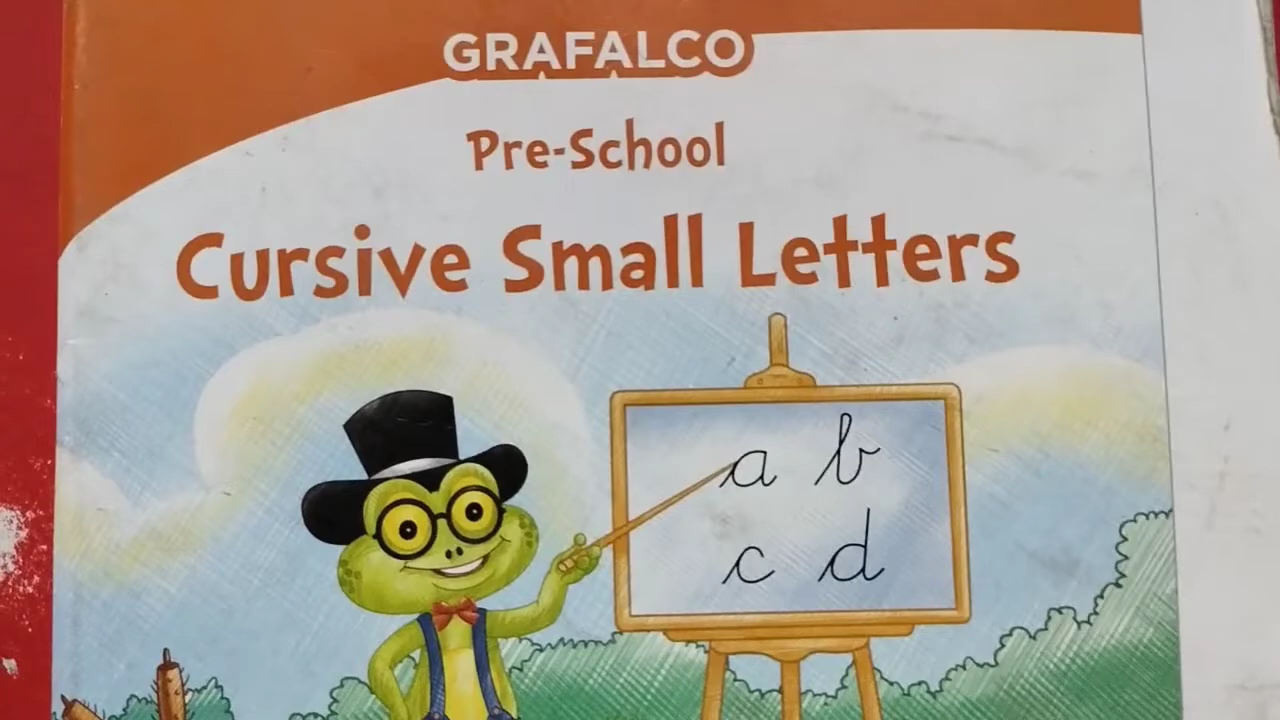 GRAFALCO
Pre-School
Cursive Small Letters
a b
c d